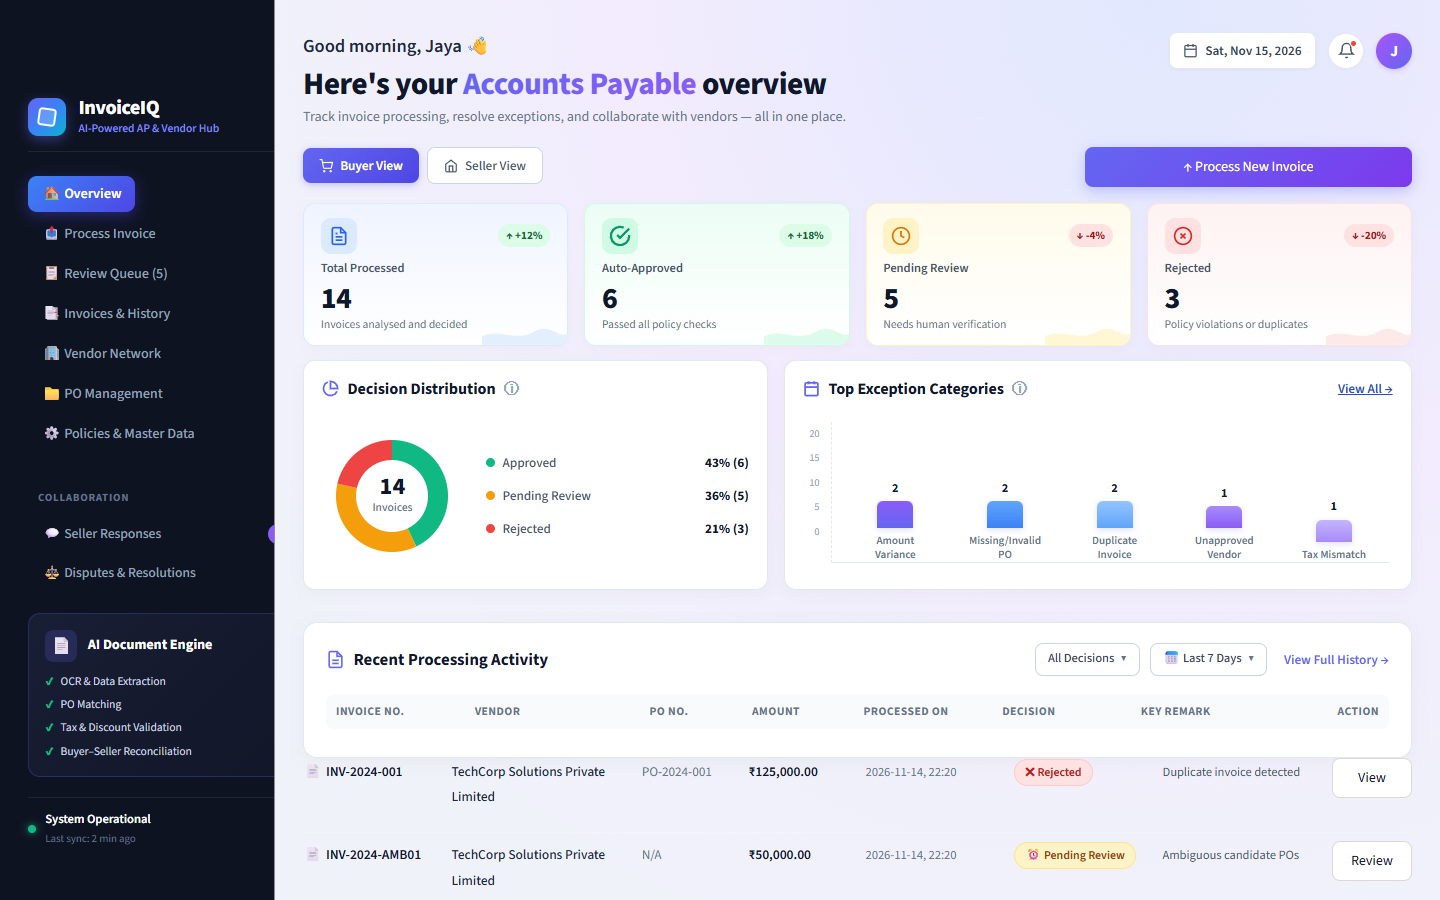 InvoiceIQ
AI-Powered AP & Vendor Hub
Overview
Process Invoice
Review Queue (5)
Invoices & History
Vendor Network
PO Management
Policies & Master Data
COLLABORATION
Seller Responses
Disputes & Resolutions
AI Document Engine
✓ OCR & Data Extraction
✓ PO Matching
✓ Tax & Discount Validation
✓ Buyer–Seller Reconciliation
System Operational
Last sync: 2 min ago
Good morning, Jaya 👋
Here's your Accounts Payable overview
Track invoice processing, resolve exceptions, and collaborate with vendors — all in one place.
Sat, Nov 15, 2026
J
Buyer View
Seller View
↑ Process New Invoice
↑ +12%
Total Processed
14
Invoices analysed and decided
↑ +18%
Auto-Approved
6
Passed all policy checks
↓ -4%
Pending Review
5
Needs human verification
↓ -20%
Rejected
3
Policy violations or duplicates
Decision Distribution ⓘ
14
Invoices
Approved 43% (6)
Pending Review 36% (5)
Rejected 21% (3)
Top Exception Categories ⓘ
View All →
20
15
10
5
0
2
2
2
1
1
Amount Variance
Missing/Invalid PO
Duplicate Invoice
Unapproved Vendor
Tax Mismatch
Recent Processing Activity
All Decisions ▾
Last 7 Days ▾
View Full History →
INVOICE NO. VENDOR PO NO. AMOUNT PROCESSED ON DECISION KEY REMARK ACTION
INV-2024-001 TechCorp Solutions Private Limited PO-2024-001 ₹125,000.00 2026-11-14, 22:20 ❌ Rejected Duplicate invoice detected View
INV-2024-AMB01 TechCorp Solutions Private Limited N/A ₹50,000.00 2026-11-14, 22:20 ⏰ Pending Review Ambiguous candidate POs Review